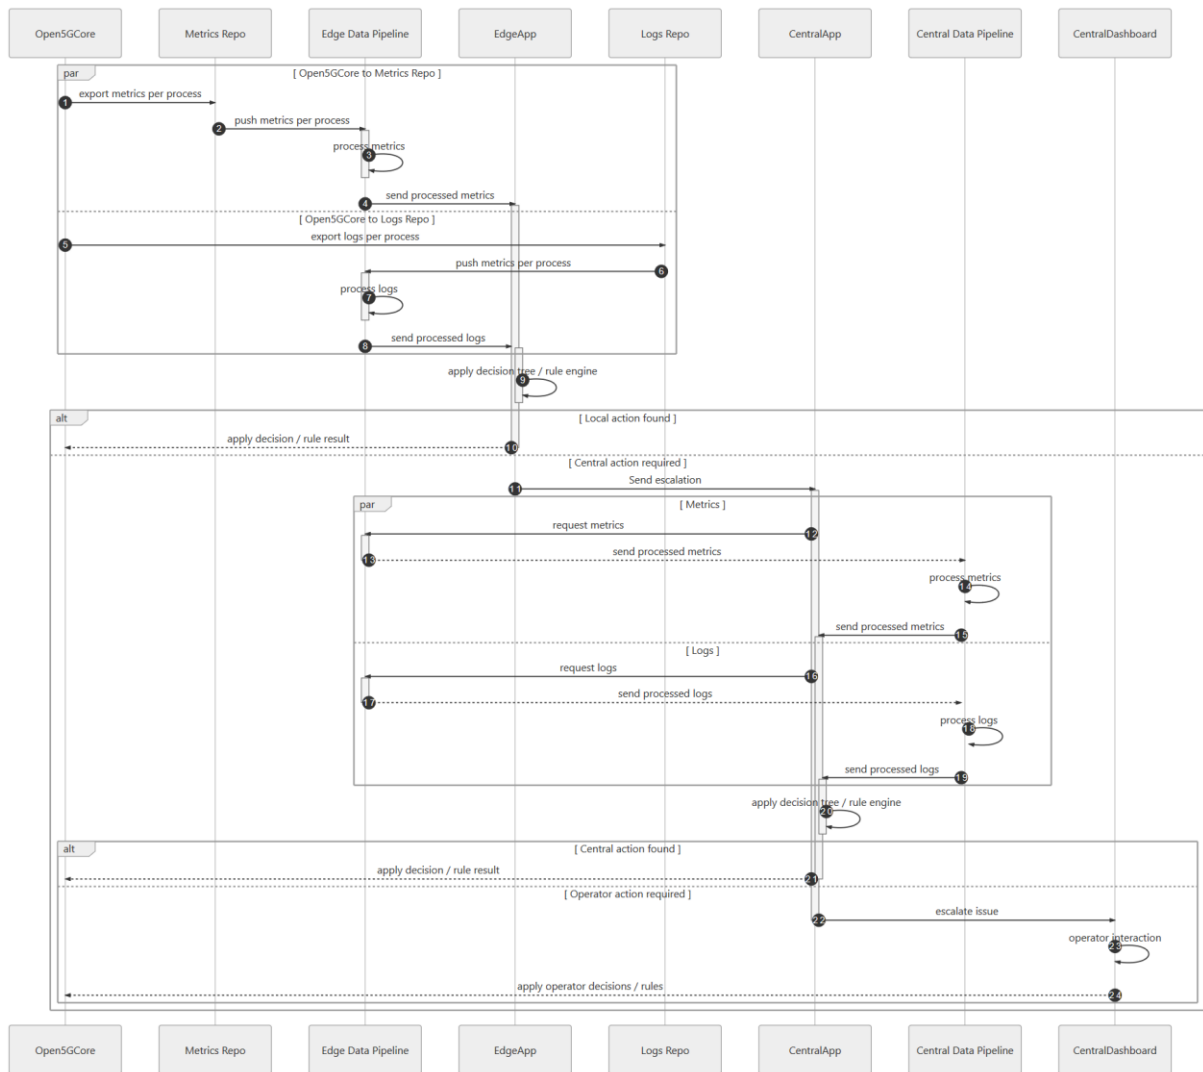 Open5GCore
Metrics Repo
Edge Data Pipeline
EdgeApp
Logs Repo
CentralApp
Central Data Pipeline
CentralDashboard
par
[ Open5GCore to Metrics Repo ]
1
export metrics per process
2
push metrics per process
process metrics
3
4
send processed metrics
[ Open5GCore to Logs Repo ]
5
export logs per process
push metrics per process
6
process logs
7
8
send processed logs
apply decision tree / rule engine
9
alt
[ Local action found ]
apply decision / rule result
10
[ Central action required ]
11
Send escalation
par
[ Metrics ]
request metrics
12
13
send processed metrics
process metrics
14
send processed metrics
15
[ Logs ]
request logs
16
17
send processed logs
process logs
18
send processed logs
19
apply decision tree / rule engine
20
alt
[ Central action found ]
apply decision / rule result
21
[ Operator action required ]
22
escalate issue
operator interaction
23
apply operator decisions / rules
24
Open5GCore
Metrics Repo
Edge Data Pipeline
EdgeApp
Logs Repo
CentralApp
Central Data Pipeline
CentralDashboard